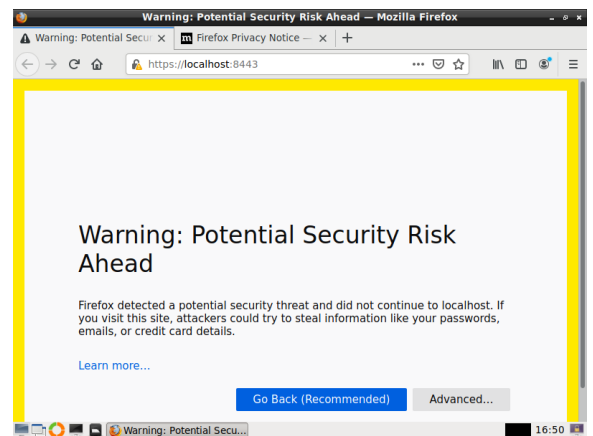 Warning: Potential Security Risk Ahead — Mozilla Firefox
Warning: Potential Secur
Firefox Privacy Notice —
https://localhost:8443
Warning: Potential Security Risk
Ahead
Firefox detected a potential security threat and did not continue to localhost. If
you visit this site, attackers could try to steal information like your passwords,
emails, or credit card details.
Learn more...
Go Back (Recommended)
Advanced...
Warning: Potential Secu...
16:50